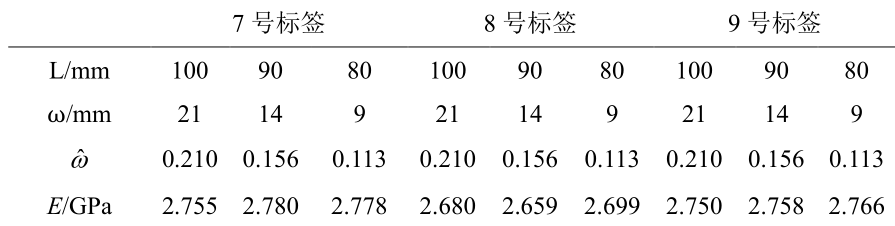 7 号标签 8 号标签 9 号标签
L/mm 100 90 80 100 90 80 100 90 80
ω/mm 21 14 9 21 14 9 21 14 9
ω̂ 0.210 0.156 0.113 0.210 0.156 0.113 0.210 0.156 0.113
E/GPa 2.755 2.780 2.778 2.680 2.659 2.699 2.750 2.758 2.766